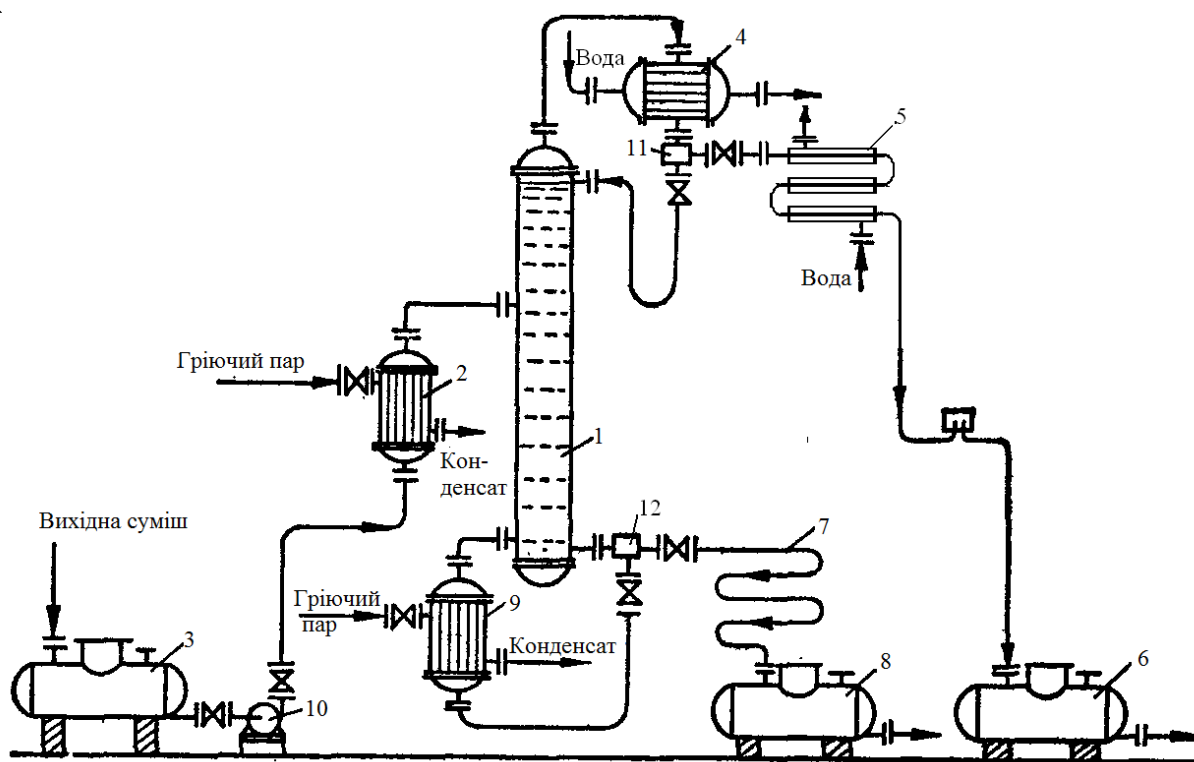 4
Вода
5
11
Вода
Гріючий пар
2
1
Кон-
денсат
Вихідна суміш
12
7
Гріючий
пар
9
Конденсат
3
8
6
10